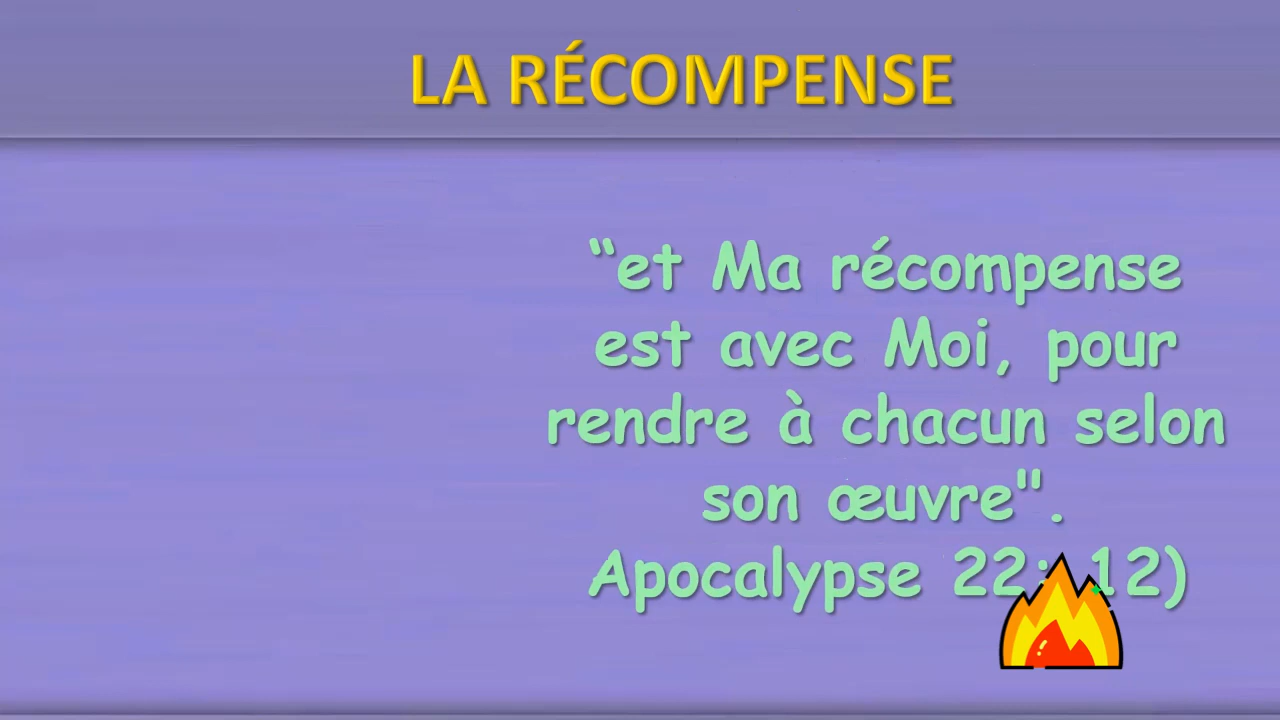 LA RÉCOMPENSE
“et Ma récompense
est avec Moi, pour
rendre à chacun selon
son œuvre".
Apocalypse 22: 12)